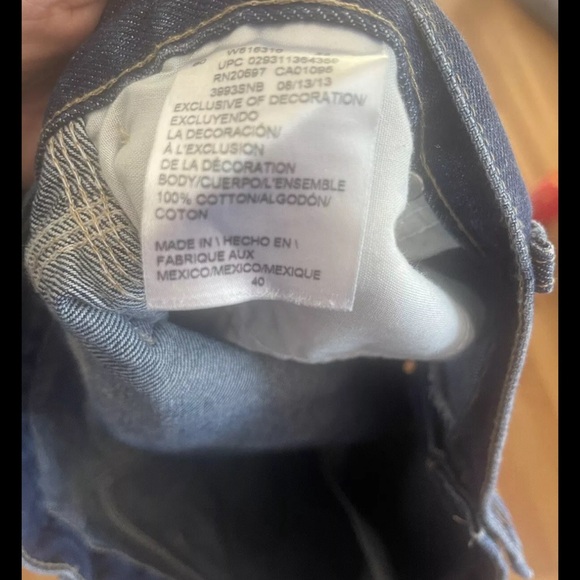 UPC 029311364366
RN20697 CA01096
3993SNB 06/13/13
EXCLUSIVE OF DECORATION/
EXCLUYENDO
LA DECORACIÓN/
À L'EXCLUSION
DE LA DÉCORATION
BODY/CUERPO/L'ENSEMBLE
100% COTTON/ALGODÓN/
COTON
MADE IN \ HECHO EN \
FABRIQUE AUX
MEXICO/MEXICO/MEXIQUE
40